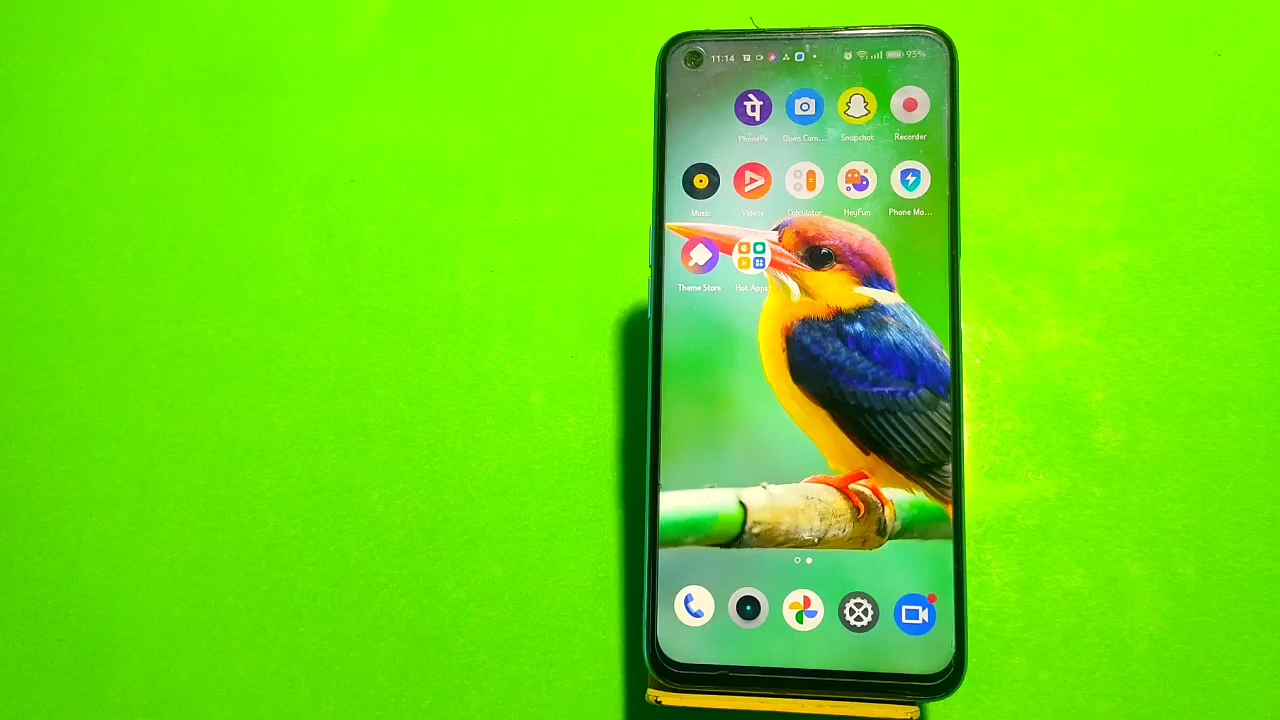 11:14 93%
पे
PhonePe Open Cam... Snapchat Recorder
Music Videos Calculator HeyFun Phone Ma...
Theme Store Hot Apps